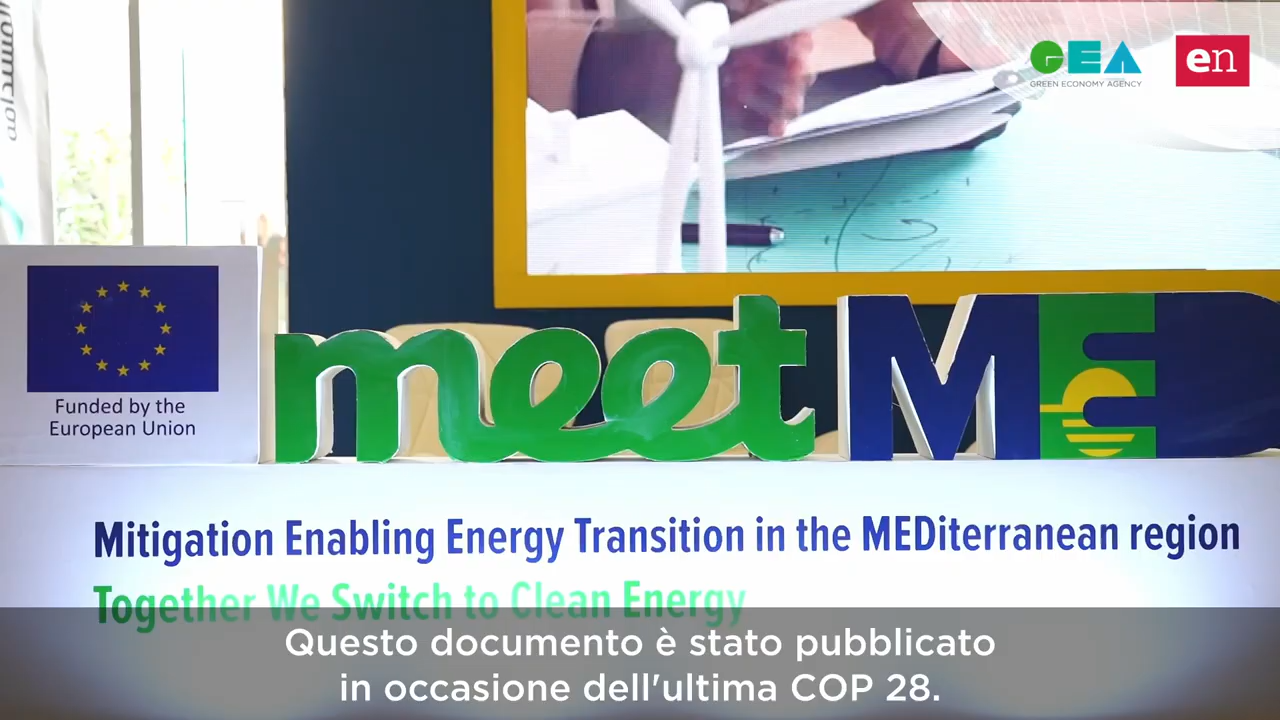 GEA
GREEN ECONOMY AGENCY
en
Funded by the
European Union
meetMED
Mitigation Enabling Energy Transition in the MEDiterranean region
Together We Switch to Clean Energy
Questo documento è stato pubblicato
in occasione dell'ultima COP 28.